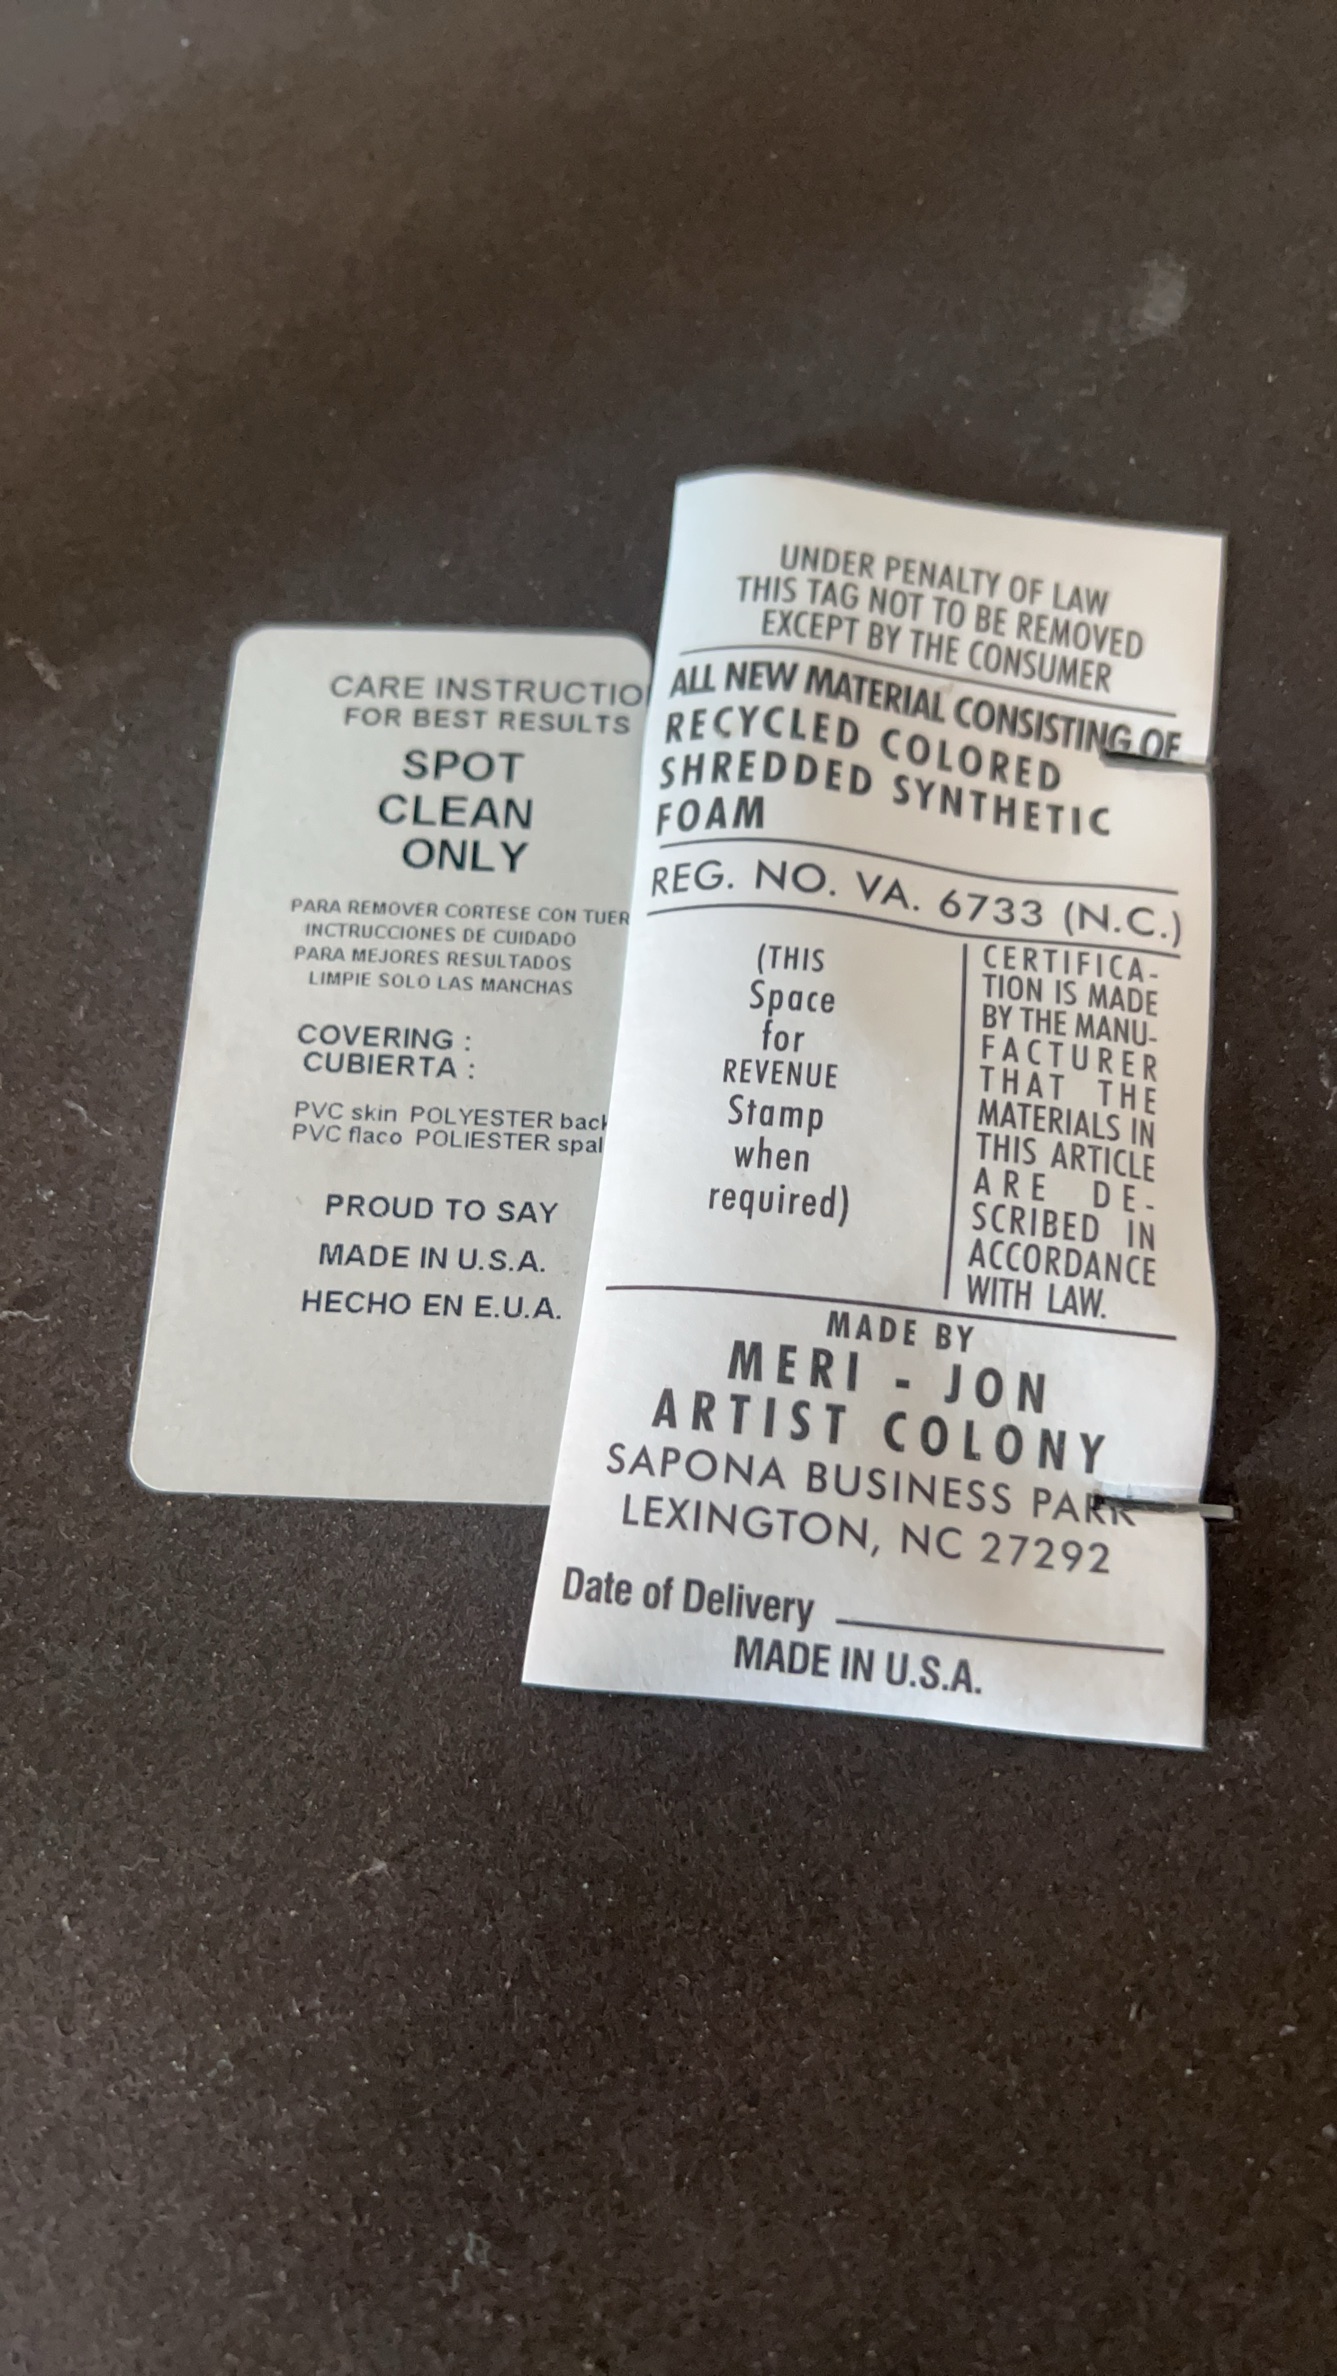 CARE INSTRUCTIO
FOR BEST RESULTS
SPOT
CLEAN
ONLY
PARA REMOVER CORTESE CON TUER
INCTRUCCIONES DE CUIDADO
PARA MEJORES RESULTADOS
LIMPIE SOLO LAS MANCHAS
COVERING :
CUBIERTA :
PVC skin POLYESTER back
PVC flaco POLIESTER spal
PROUD TO SAY
MADE IN U.S.A.
HECHO EN E.U.A.
UNDER PENALTY OF LAW
THIS TAG NOT TO BE REMOVED
EXCEPT BY THE CONSUMER
ALL NEW MATERIAL CONSISTING OF
RECYCLED COLORED
SHREDDED SYNTHETIC
FOAM
REG. NO. VA. 6733 (N.C.)
(THIS
Space
for
REVENUE
Stamp
when
required)
CERTIFICA-
TION IS MADE
BY THE MANU-
FACTURER
THAT THE
MATERIALS IN
THIS ARTICLE
ARE DE-
SCRIBED IN
ACCORDANCE
WITH LAW.
MADE BY
MERI - JON
ARTIST COLONY
SAPONA BUSINESS PARK
LEXINGTON, NC 27292
Date of Delivery
MADE IN U.S.A.